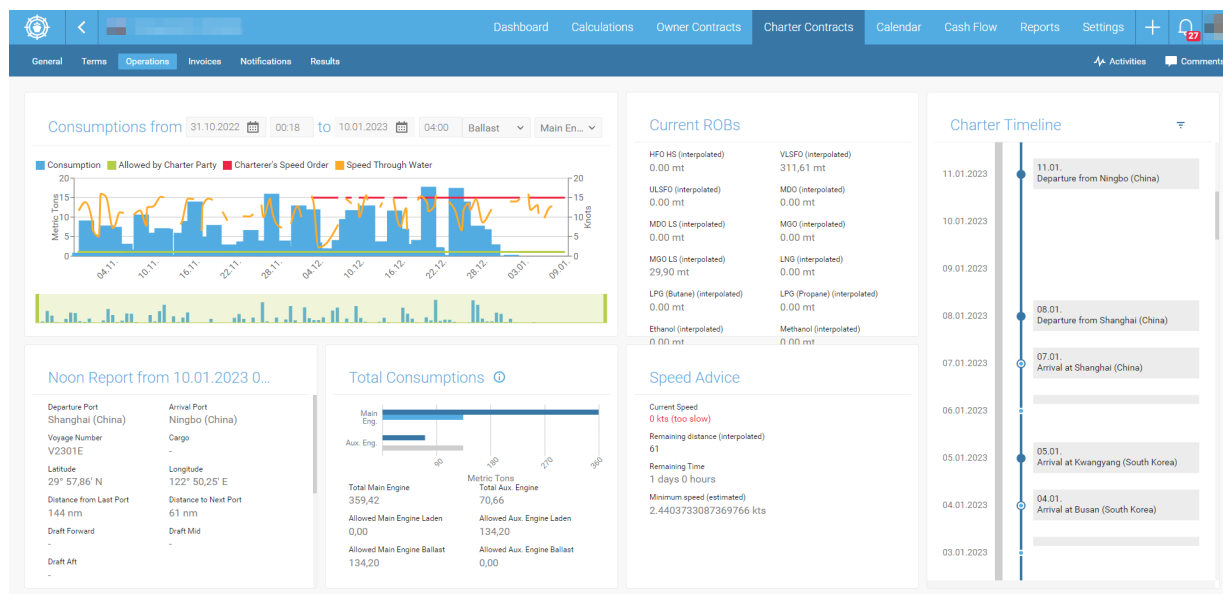 Dashboard Calculations Owner Contracts Charter Contracts Calendar Cash Flow Reports Settings
27
General Terms Operations Invoices Notifications Results Activities Comments
Consumptions from 31.10.2022 00:18 to 10.01.2023 04:00 Ballast Main En...
Consumption Allowed by Charter Party Charterer's Speed Order Speed Through Water
Metric Tons
20
15
10
5
0
Knots
20
15
10
5
0
04.11. 10.11. 16.11. 22.11. 28.11. 04.12. 10.12. 16.12. 22.12. 28.12. 03.01. 09.01.
Current ROBs
HFO HS (interpolated) VLSFO (interpolated)
0.00 mt 311,61 mt
ULSFO (interpolated) MDO (interpolated)
0.00 mt 0.00 mt
MDO LS (interpolated) MGO (interpolated)
0.00 mt 0.00 mt
MGO LS (interpolated) LNG (interpolated)
29,90 mt 0.00 mt
LPG (Butane) (interpolated) LPG (Propane) (interpolated)
0.00 mt 0.00 mt
Ethanol (interpolated) Methanol (interpolated)
0.00 mt 0.00 mt
Charter Timeline
11.01.2023
11.01.
Departure from Ningbo (China)
10.01.2023
09.01.2023
08.01.2023
08.01.
Departure from Shanghai (China)
07.01.2023
07.01.
Arrival at Shanghai (China)
06.01.2023
05.01.2023
05.01.
Arrival at Kwangyang (South Korea)
04.01.2023
04.01.
Arrival at Busan (South Korea)
03.01.2023
Noon Report from 10.01.2023 0...
Departure Port Arrival Port
Shanghai (China) Ningbo (China)
Voyage Number Cargo
V2301E -
Latitude Longitude
29° 57,86' N 122° 50,25' E
Distance from Last Port Distance to Next Port
144 nm 61 nm
Draft Forward Draft Mid
- -
Draft Aft
-
Total Consumptions
Main Eng.
Aux. Eng.
90 180 270 360
Metric Tons
Total Main Engine Total Aux. Engine
359,42 70,66
Allowed Main Engine Laden Allowed Aux. Engine Laden
0,00 134,20
Allowed Main Engine Ballast Allowed Aux. Engine Ballast
134,20 0,00
Speed Advice
Current Speed
0 kts (too slow)
Remaining distance (interpolated)
61
Remaining Time
1 days 0 hours
Minimum speed (estimated)
2.4403733087369766 kts